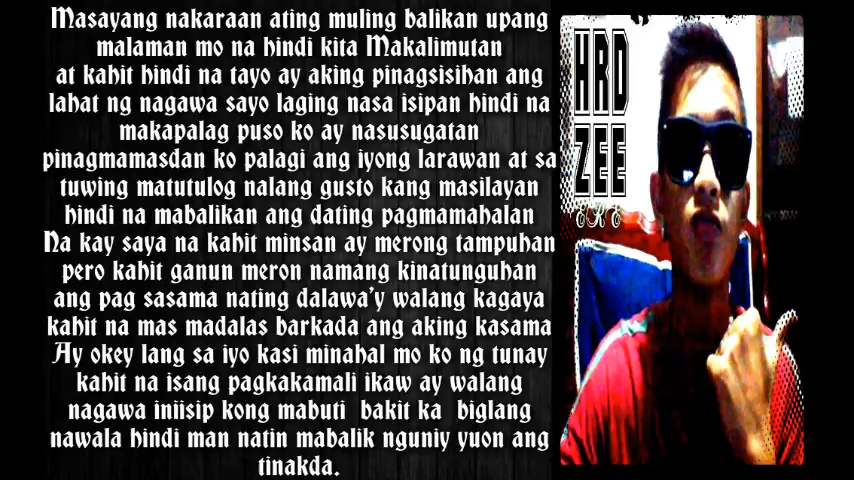 Masayang nakaraan ating muling balikan upang
malaman mo na hindi kita Makalimutan
at kahit hindi na tayo ay aking pinagsisihan ang
lahat ng nagawa sayo laging nasa isipan hindi na
makapalag puso ko ay nasusugatan
pinagmamasdan ko palagi ang iyong larawan at sa
tuwing matutulog nalang gusto kang masilayan
hindi na mabalikan ang dating pagmamahalan
Na kay saya na kahit minsan ay merong tampuhan
pero kahit ganun meron namang kinatunguhan
ang pag sasama nating dalawa'y walang kagaya
kahit na mas madalas barkada ang aking kasama
Ay okey lang sa iyo kasi minahal mo ko ng tunay
kahit na isang pagkakamali ikaw ay walang
nagawa iniisip kong mabuti bakit ka biglang
nawala hindi man natin mabalik nguniy yuon ang
tinakda.
HRD
ZEE
ERE